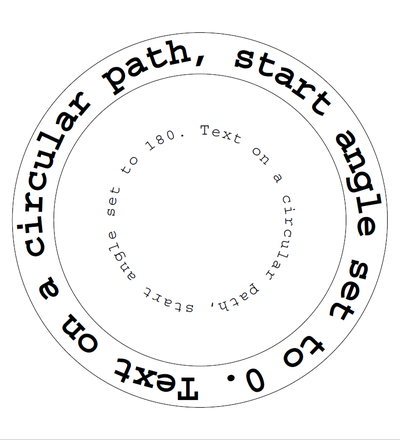 Text on a circular path, start angle set to 0.
Text on a circular path, start angle set to 180.